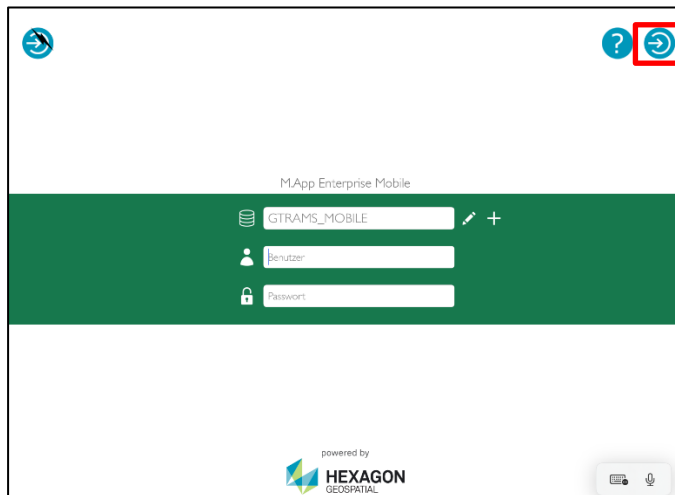 ?
M.App Enterprise Mobile
GTRAMS_MOBILE
Benutzer
Passwort
powered by
HEXAGON
GEOSPATIAL